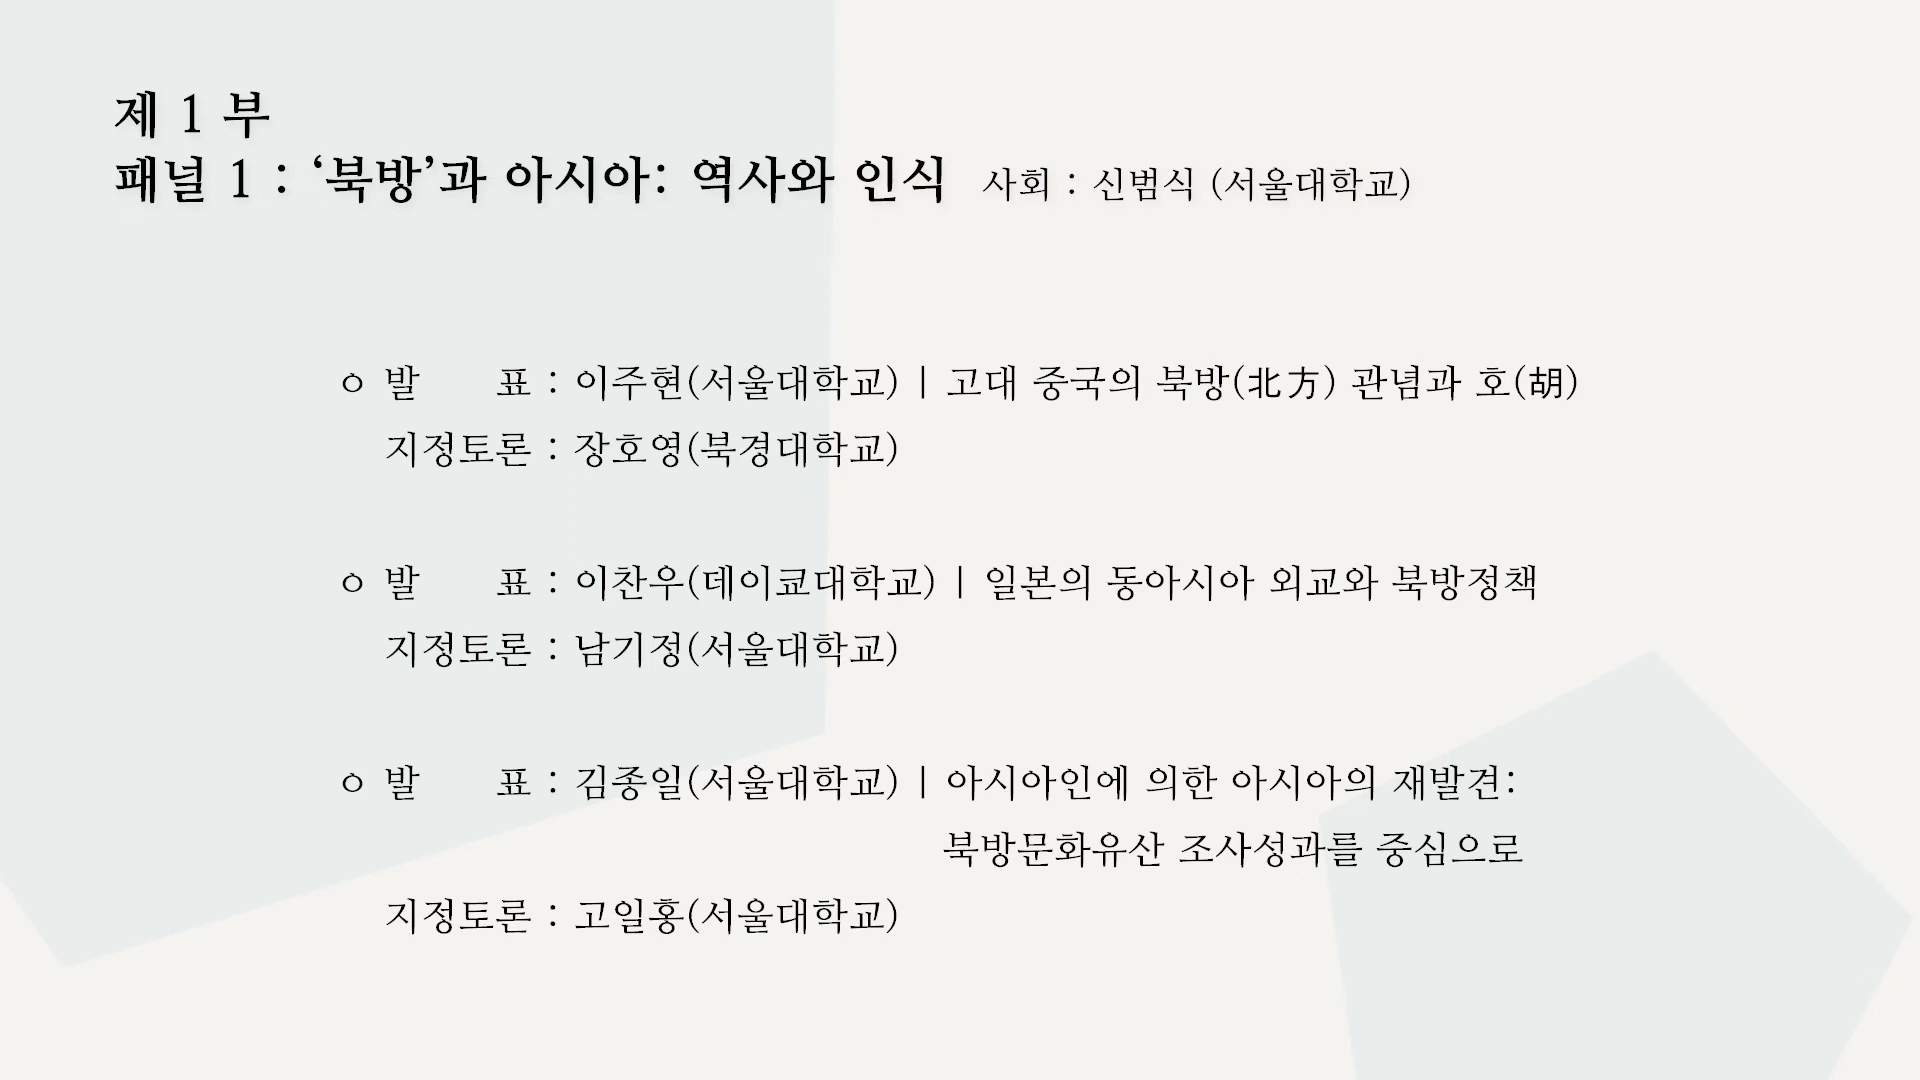 제 1 부
패널 1 : ‘북방’과 아시아: 역사와 인식 사회 : 신범식 (서울대학교)
ㅇ 발 표 : 이주현(서울대학교) | 고대 중국의 북방(北方) 관념과 호(胡)
지정토론 : 장호영(북경대학교)
ㅇ 발 표 : 이찬우(데이쿄대학교) | 일본의 동아시아 외교와 북방정책
지정토론 : 남기정(서울대학교)
ㅇ 발 표 : 김종일(서울대학교) | 아시아인에 의한 아시아의 재발견:
북방문화유산 조사성과를 중심으로
지정토론 : 고일홍(서울대학교)